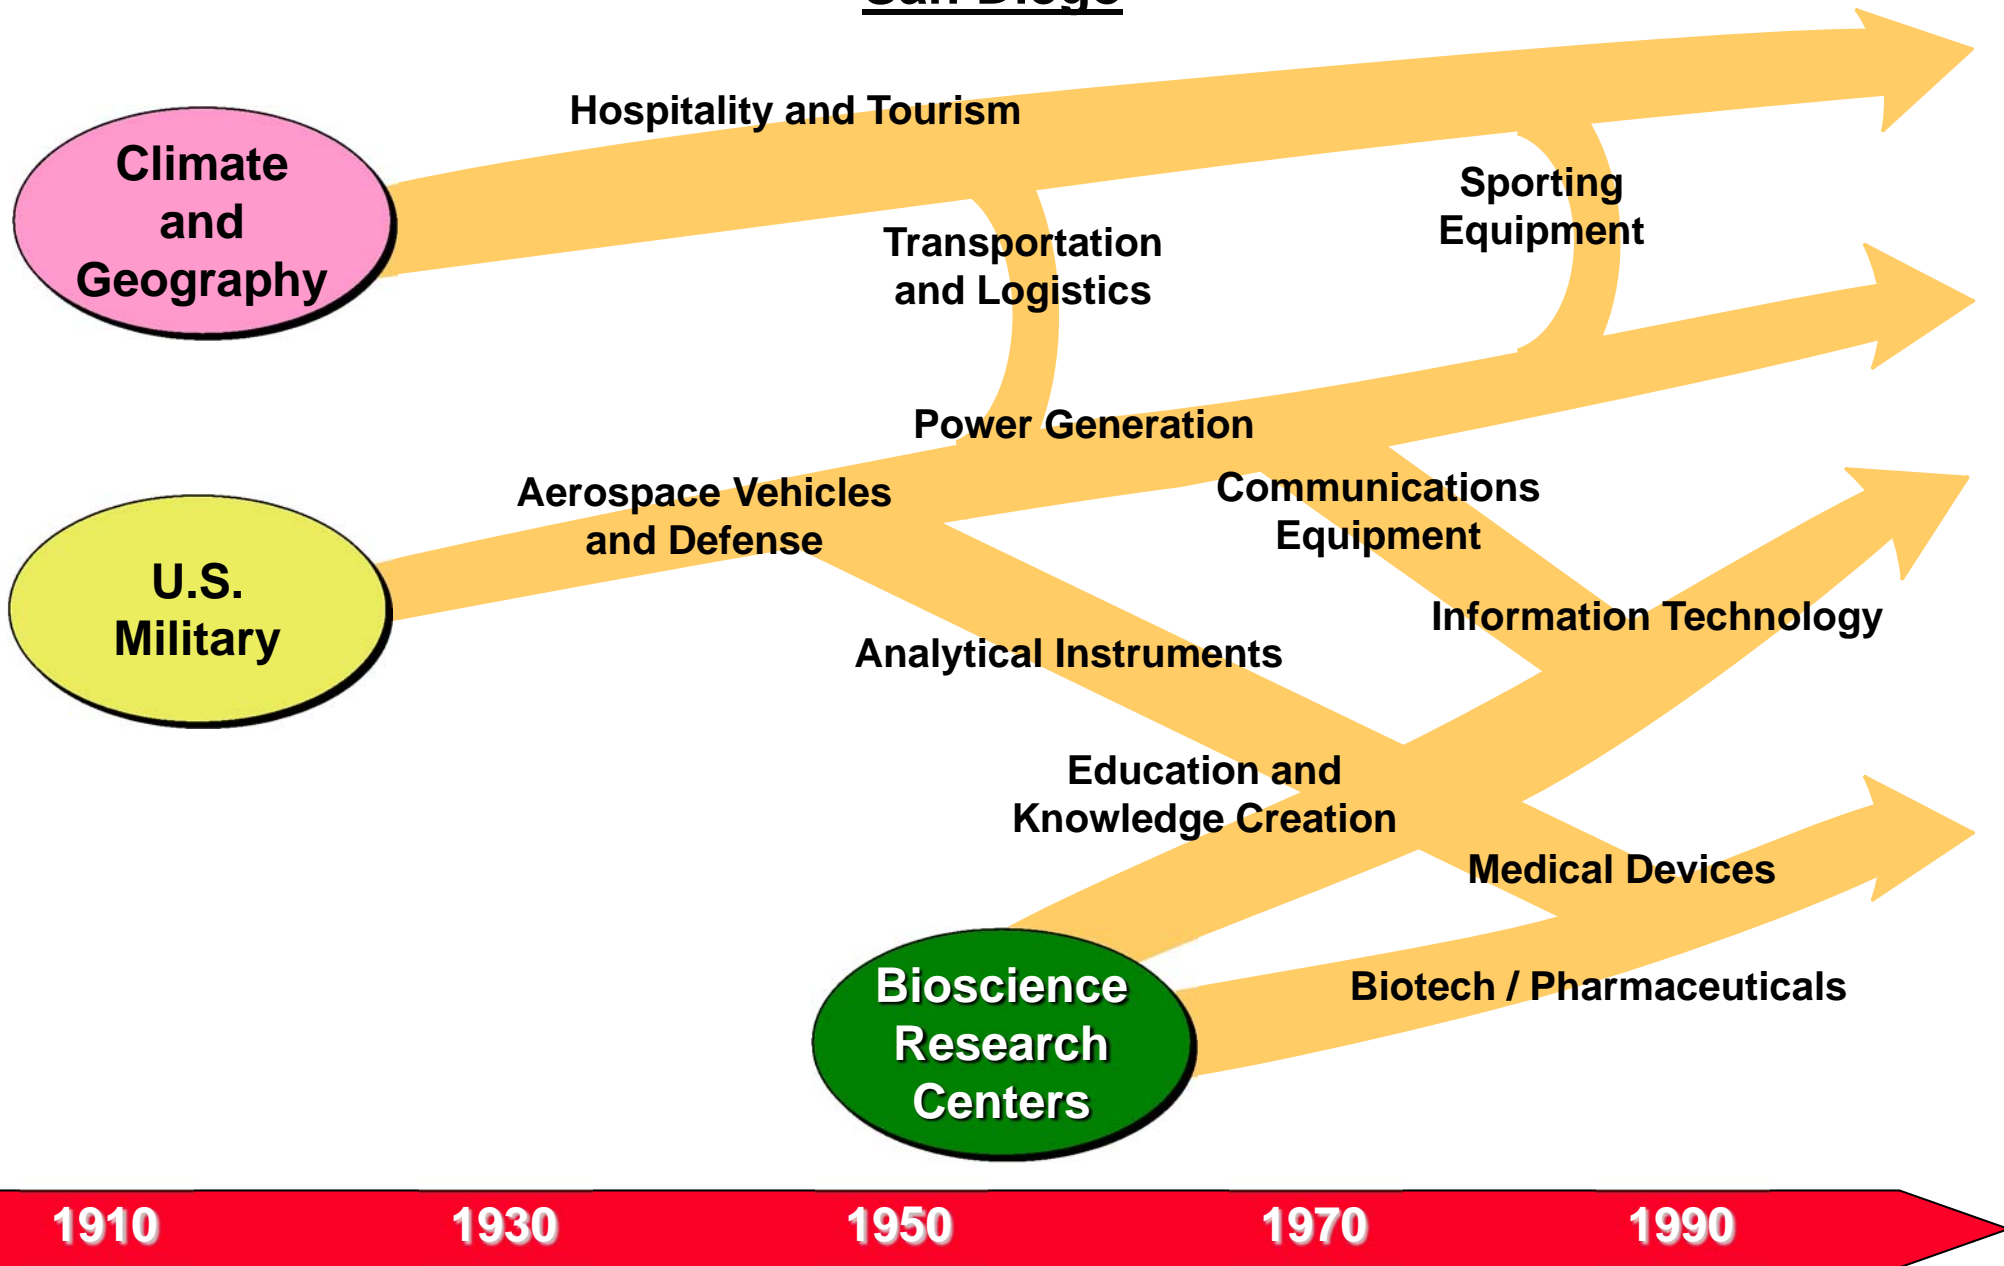 San Diego
Hospitality and Tourism
Climate
and
Geography
Sporting
Equipment
Transportation
and Logistics
Power Generation
Aerospace Vehicles
and Defense
Communications
Equipment
U.S.
Military
Information Technology
Analytical Instruments
Education and
Knowledge Creation
Medical Devices
Bioscience
Research
Centers
Biotech / Pharmaceuticals
1910 1930 1950 1970 1990